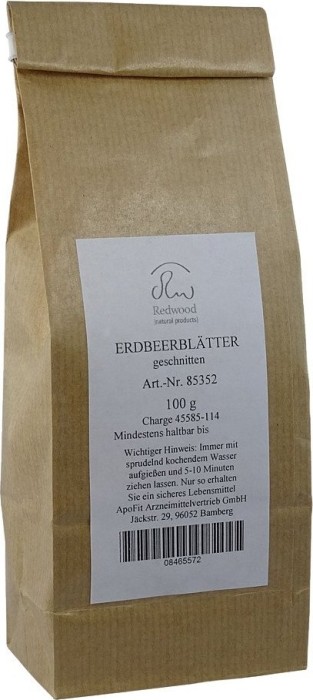 Redwood
[natural products]
ERDBEERBLÄTTER
geschnitten
Art.-Nr. 85352
100 g
Charge 45585-114
Mindestens haltbar bis
Wichtiger Hinweis: Immer mit
sprudelnd kochendem Wasser
aufgießen und 5-10 Minuten
ziehen lassen. Nur so erhalten
Sie ein sicheres Lebensmittel
ApoFit Arzneimittelvertrieb GmbH
Jäckstr. 29, 96052 Bamberg
08465572